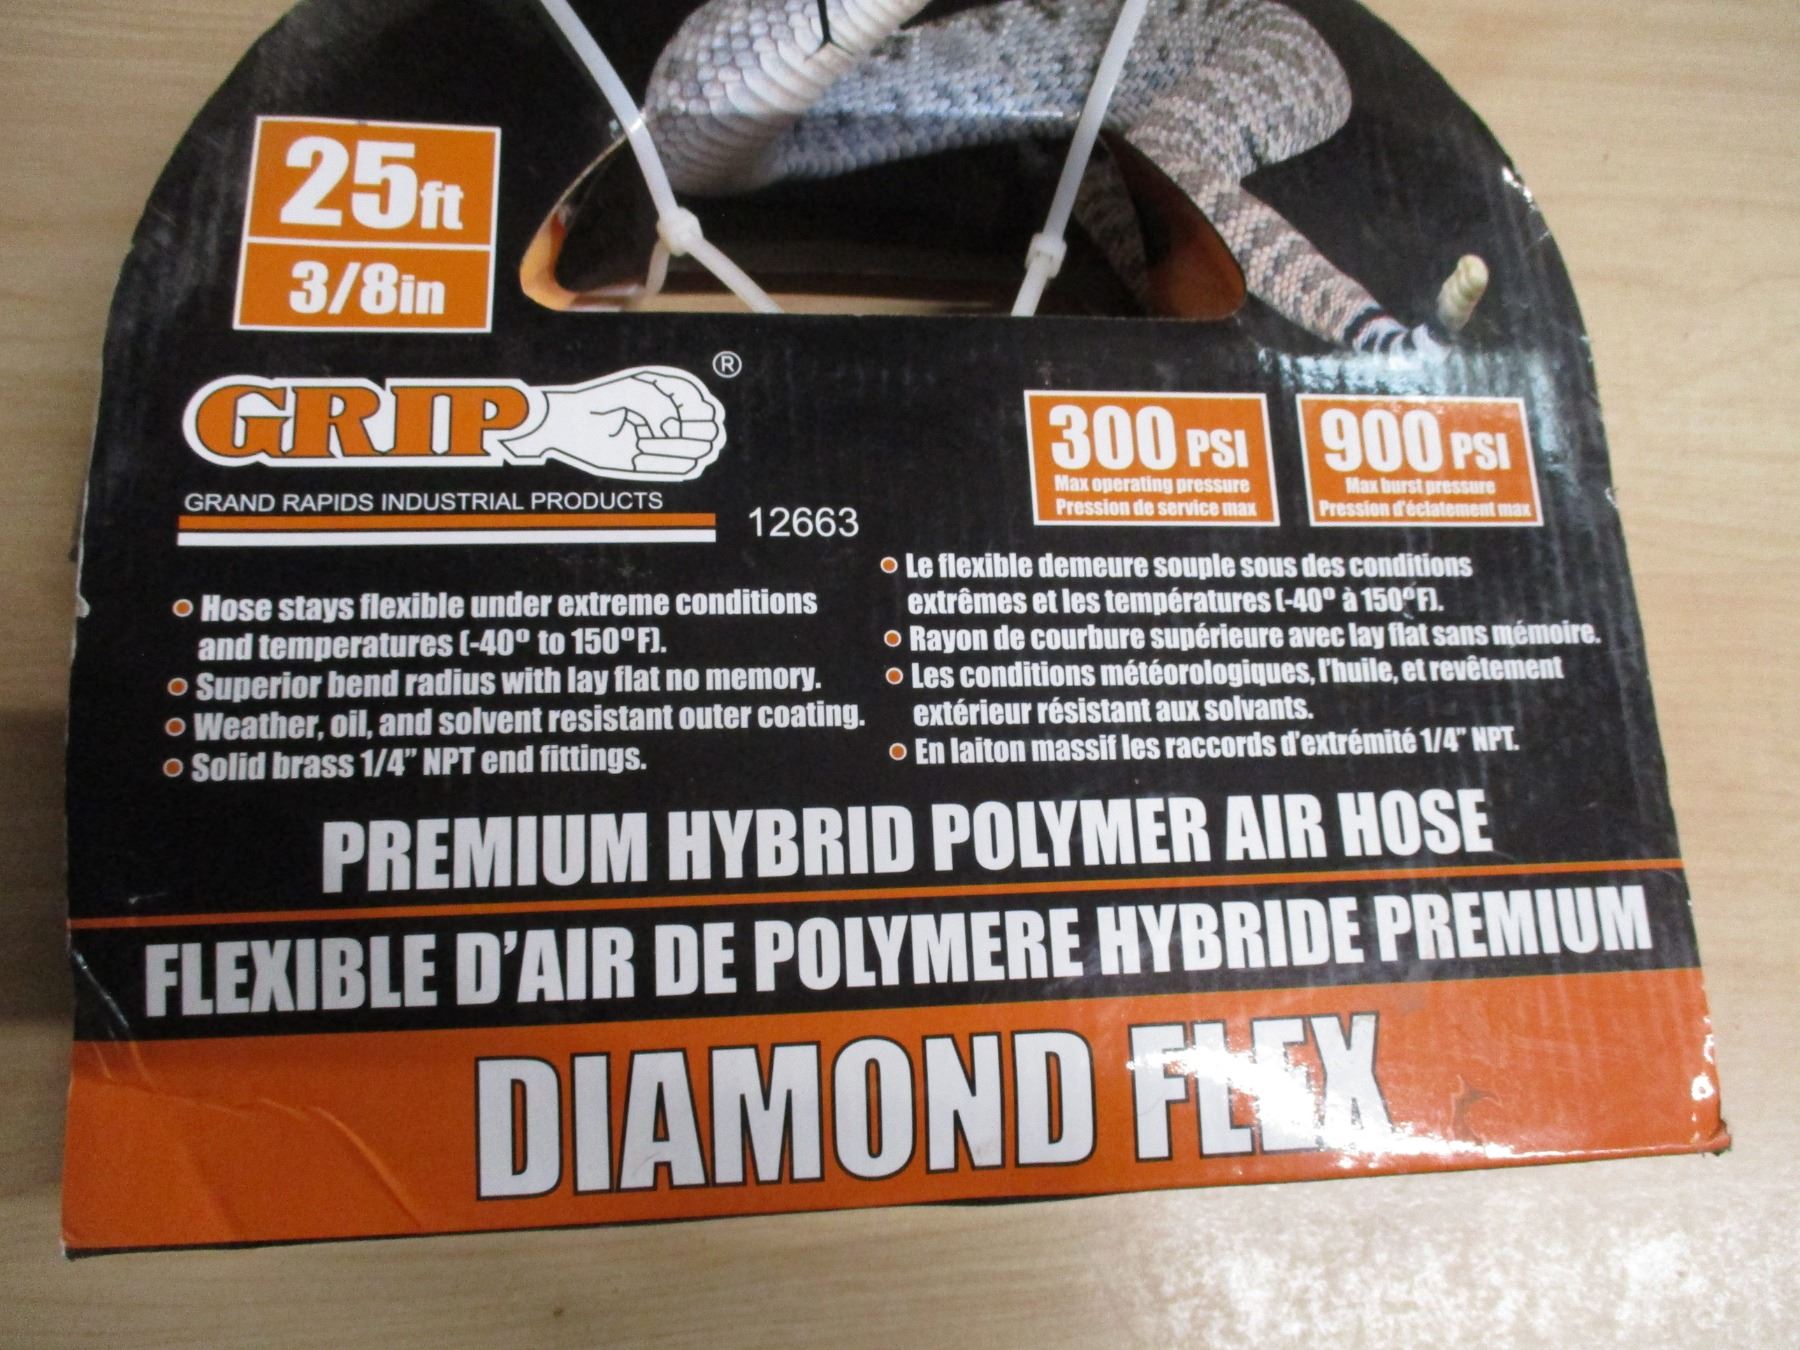 25ft
3/8in
GRIP®
GRAND RAPIDS INDUSTRIAL PRODUCTS
12663
300 PSI
Max operating pressure
Pression de service max
900 PSI
Max burst pressure
Pression d'éclatement max
Hose stays flexible under extreme conditions
and temperatures (-40° to 150°F).
Superior bend radius with lay flat no memory.
Weather, oil, and solvent resistant outer coating.
Solid brass 1/4" NPT end fittings.
Le flexible demeure souple sous des conditions
extrêmes et les températures (-40° à 150°F).
Rayon de courbure supérieure avec lay flat sans mémoire.
Les conditions météorologiques, l'huile, et revêtement
extérieur résistant aux solvants.
En laiton massif les raccords d'extrémité 1/4" NPT.
PREMIUM HYBRID POLYMER AIR HOSE
FLEXIBLE D'AIR DE POLYMERE HYBRIDE PREMIUM
DIAMOND FLEX